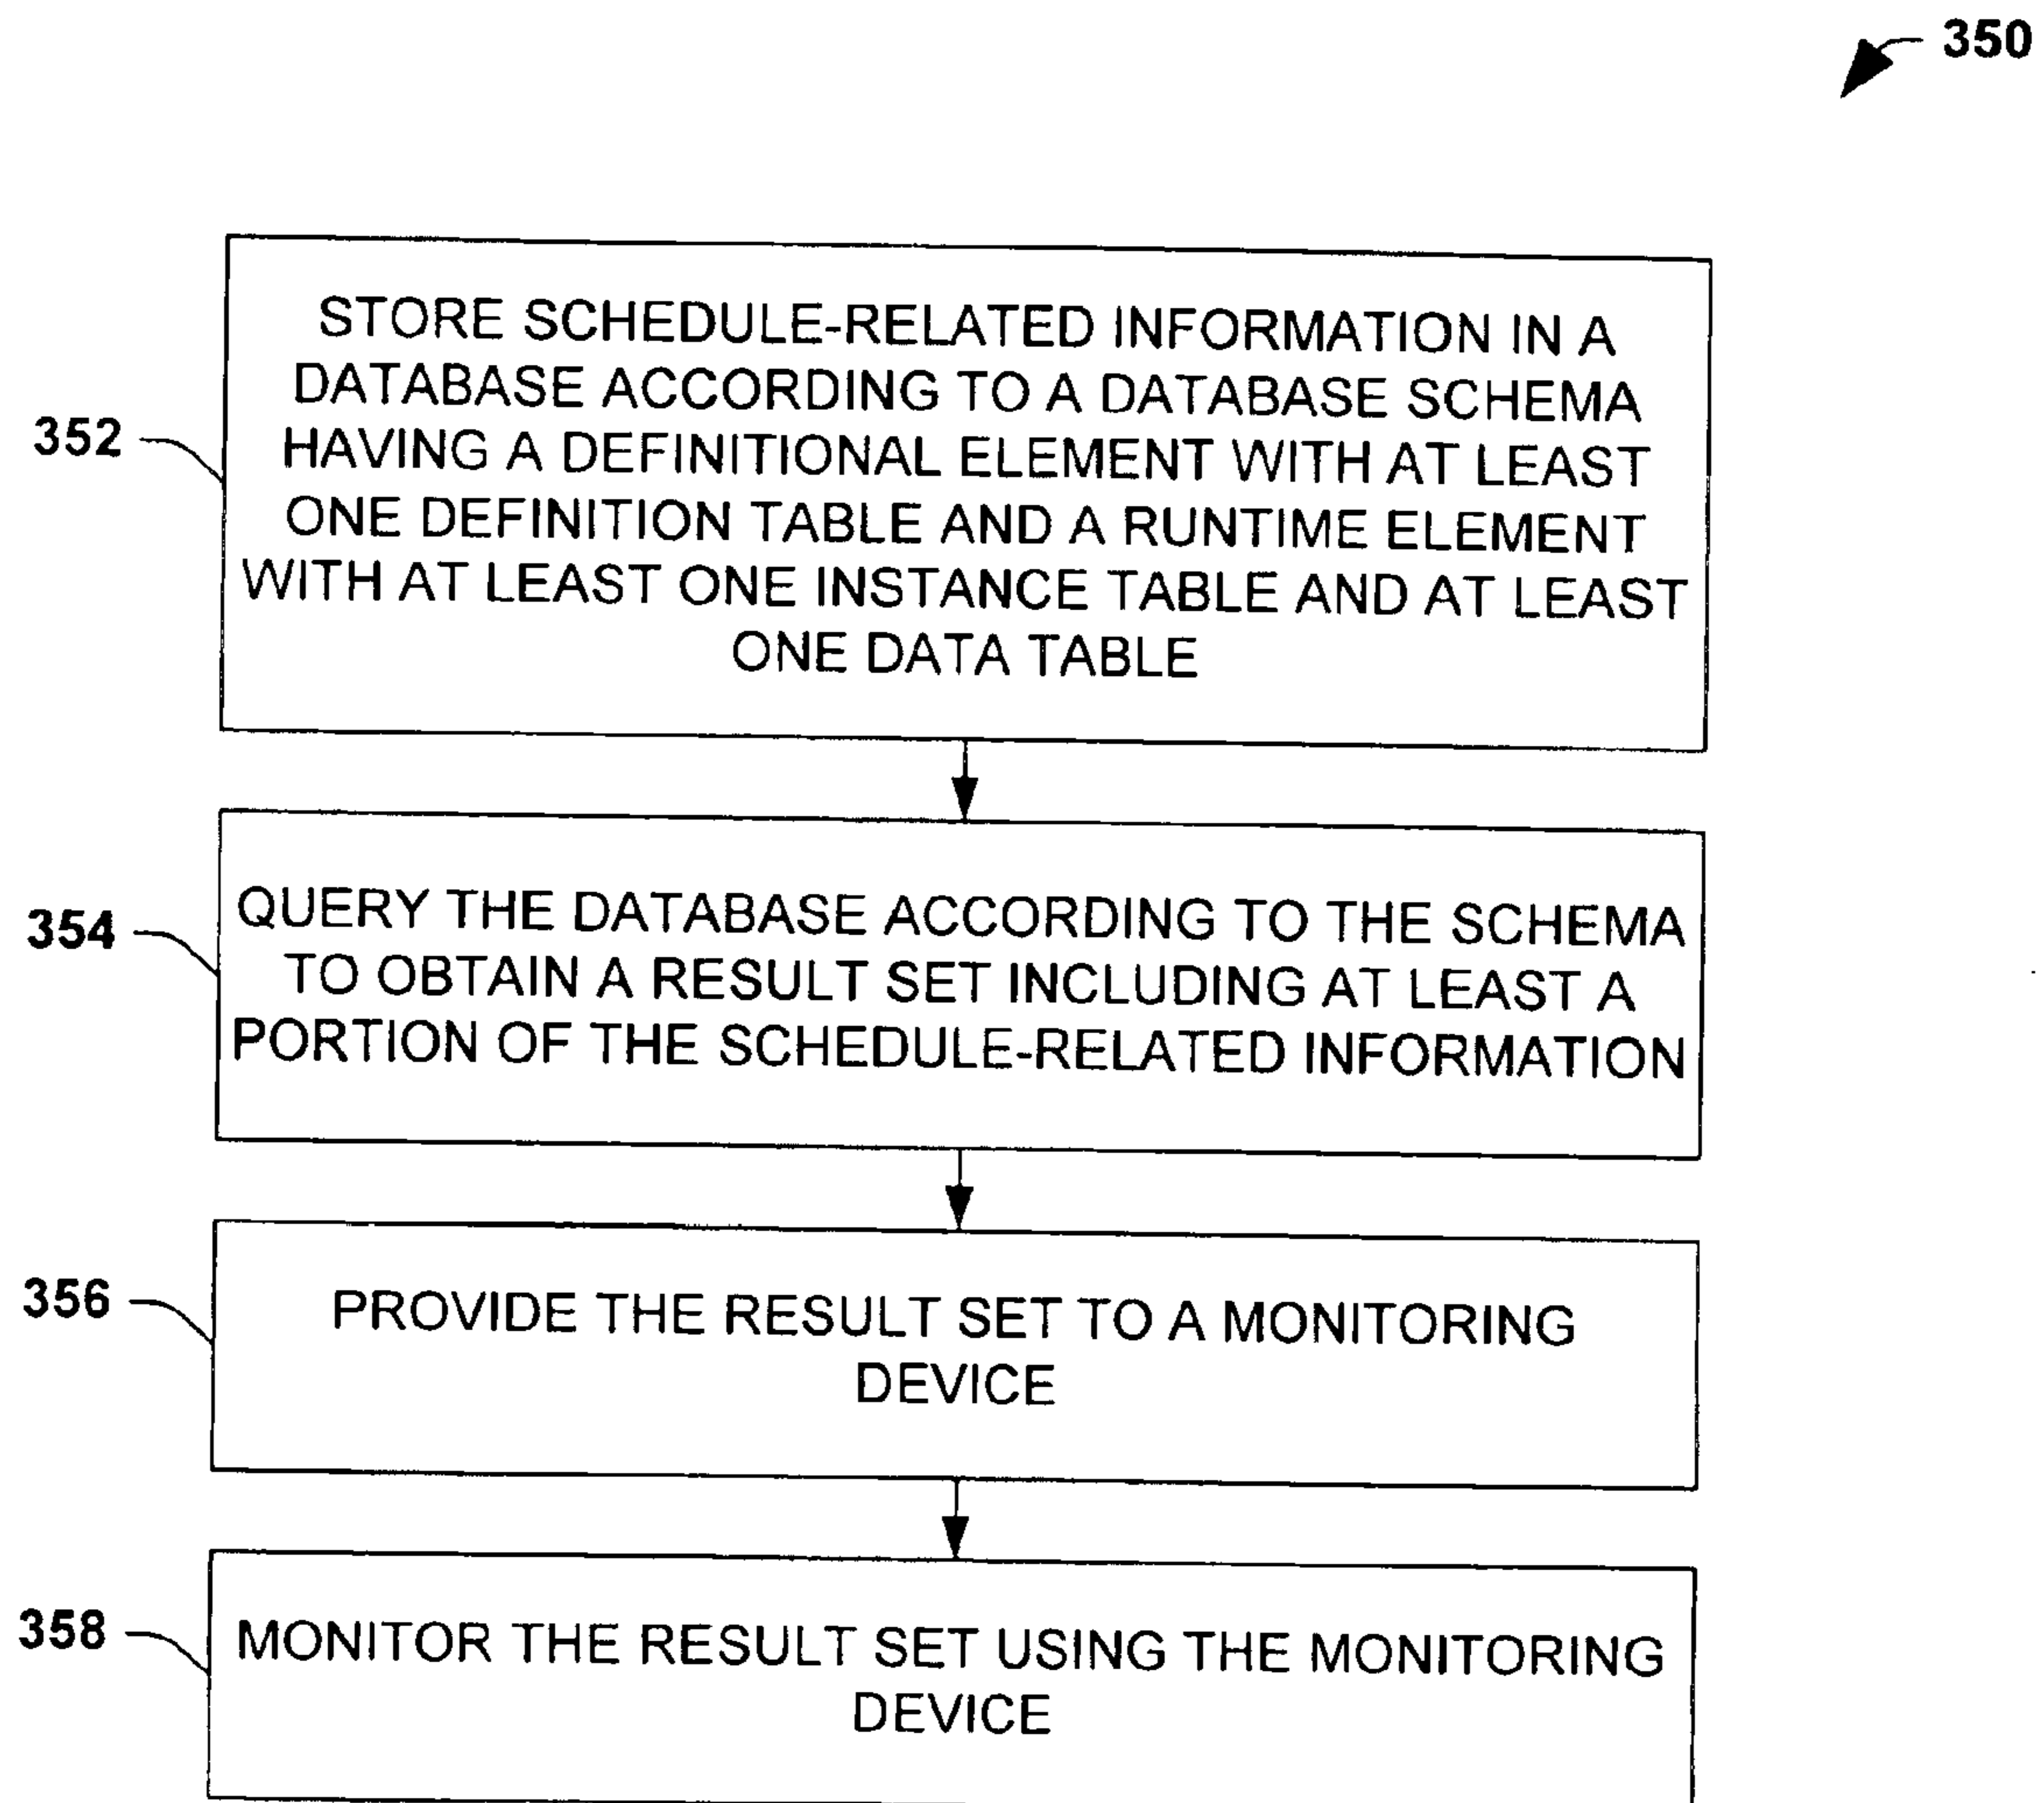 350
352
STORE SCHEDULE-RELATED INFORMATION IN A
DATABASE ACCORDING TO A DATABASE SCHEMA
HAVING A DEFINITIONAL ELEMENT WITH AT LEAST
ONE DEFINITION TABLE AND A RUNTIME ELEMENT
WITH AT LEAST ONE INSTANCE TABLE AND AT LEAST
ONE DATA TABLE
354
QUERY THE DATABASE ACCORDING TO THE SCHEMA
TO OBTAIN A RESULT SET INCLUDING AT LEAST A
PORTION OF THE SCHEDULE-RELATED INFORMATION
356
PROVIDE THE RESULT SET TO A MONITORING
DEVICE
358
MONITOR THE RESULT SET USING THE MONITORING
DEVICE